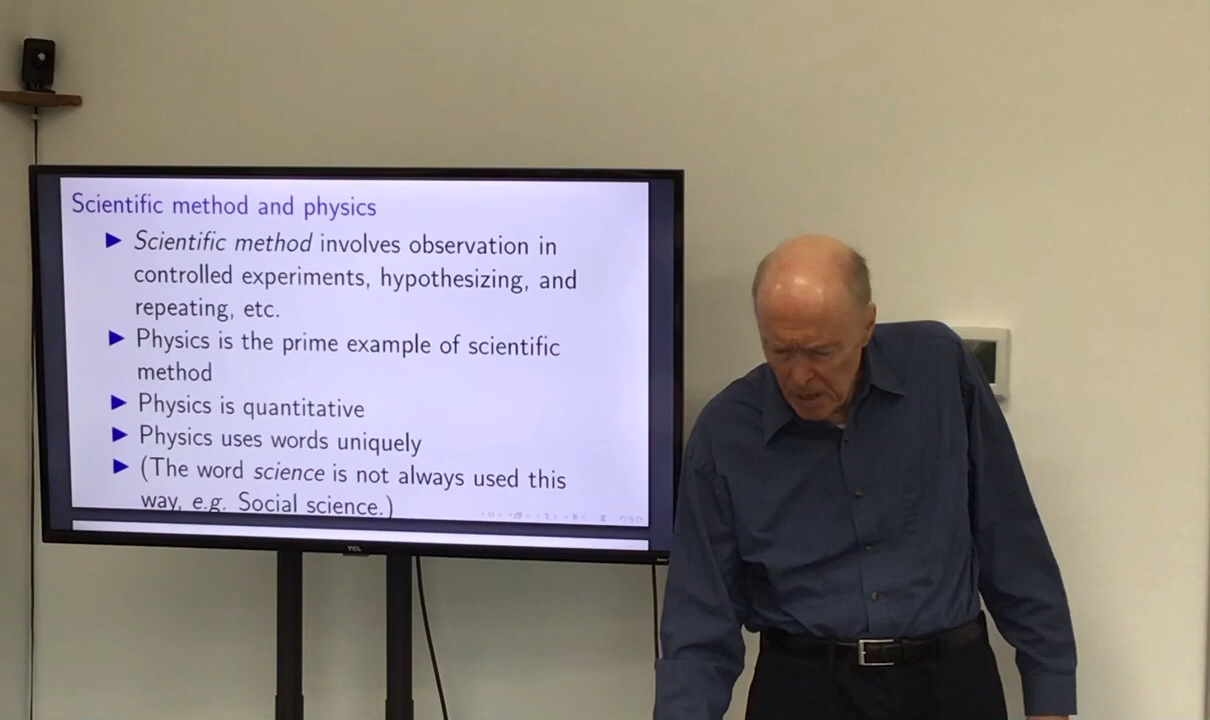 Scientific method and physics
▶ Scientific method involves observation in
controlled experiments, hypothesizing, and
repeating, etc.
▶ Physics is the prime example of scientific
method
▶ Physics is quantitative
▶ Physics uses words uniquely
▶ (The word science is not always used this
way, e.g. Social science.)
TCL